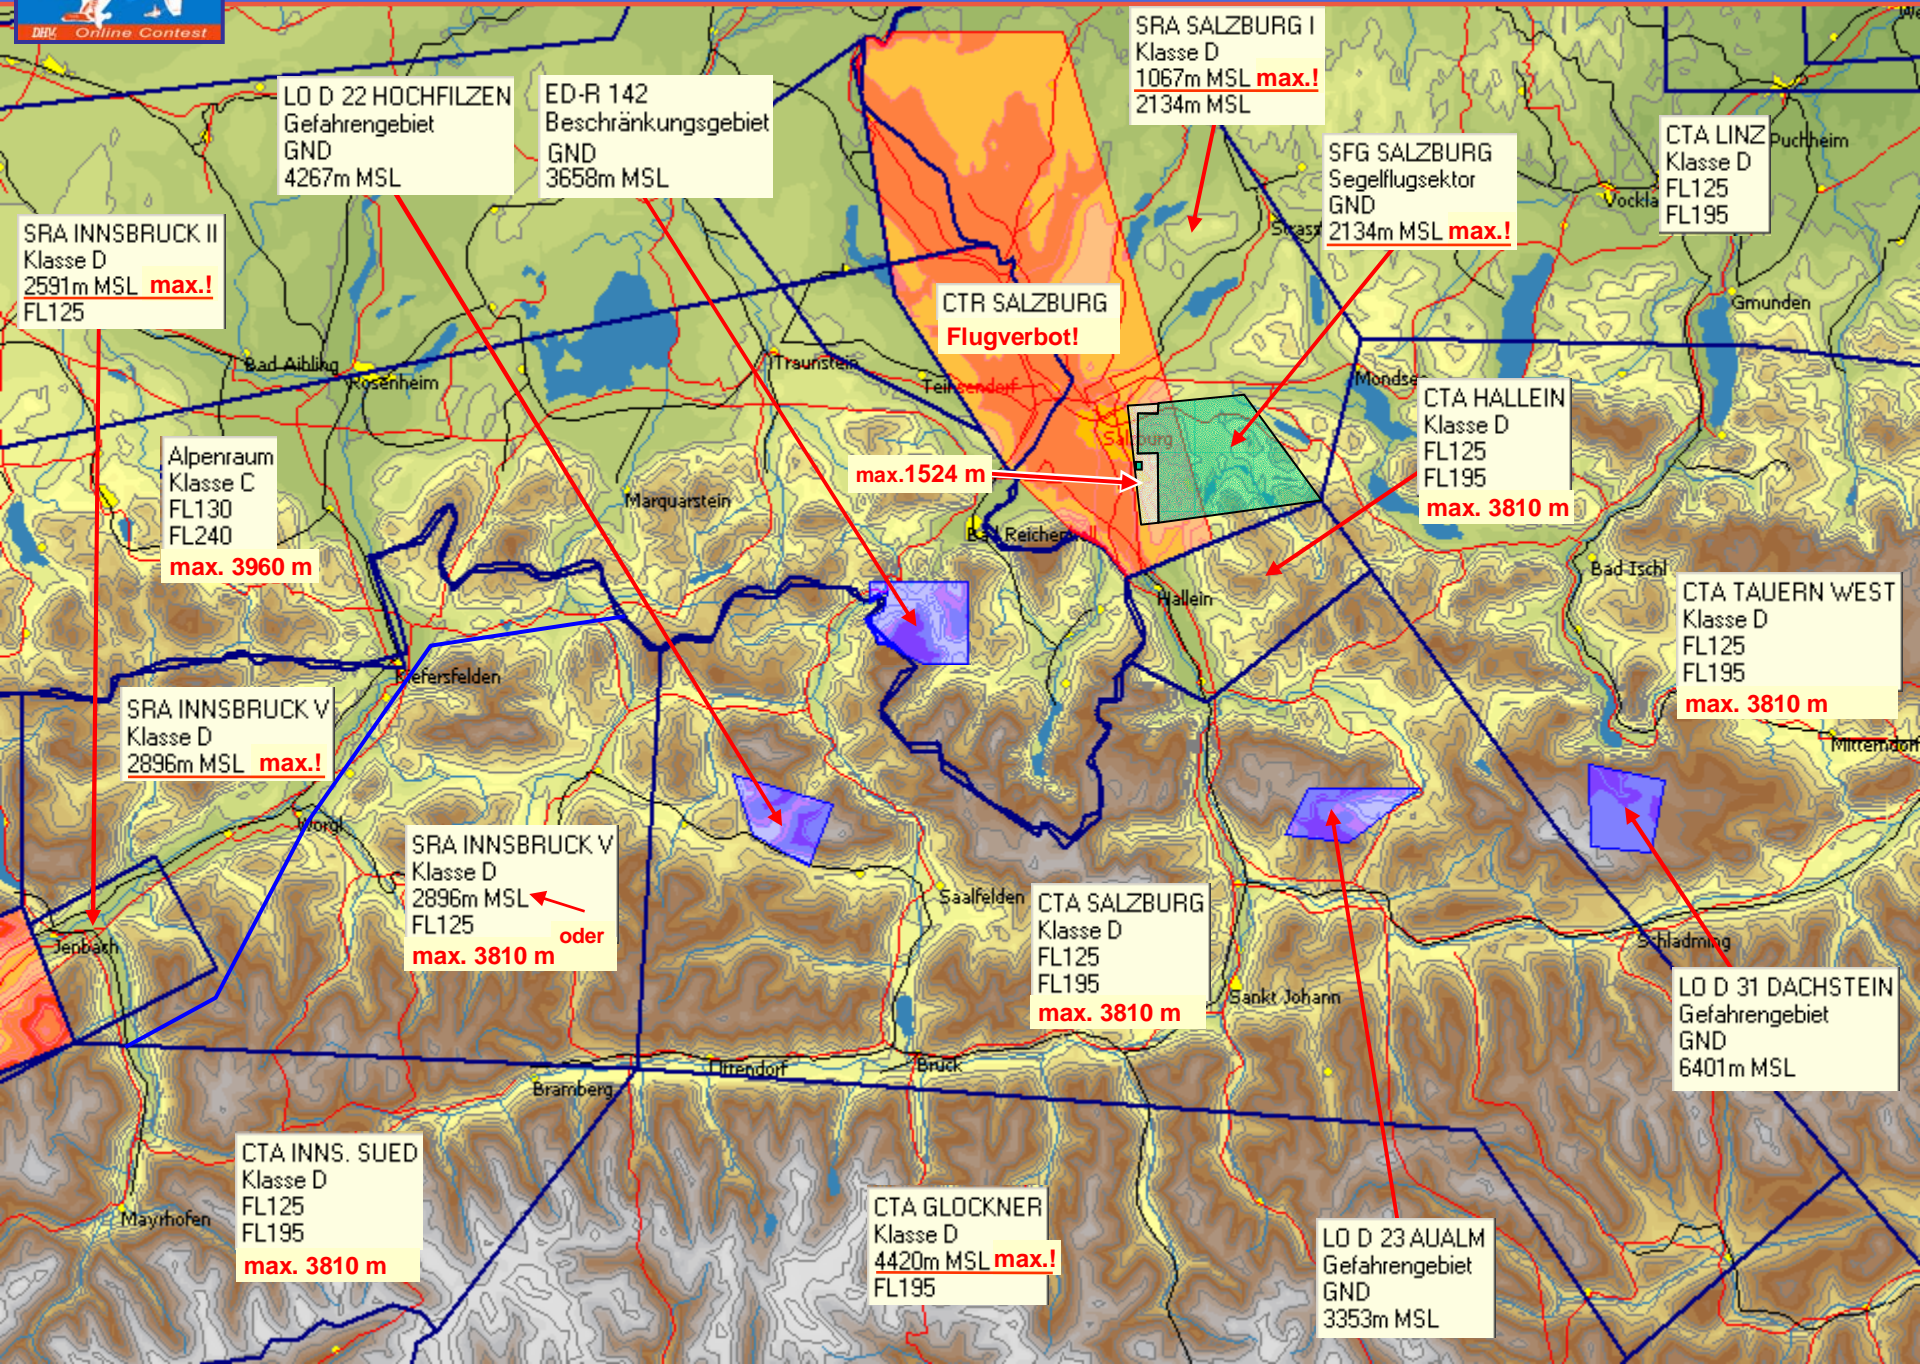 DHV Online Contest
LO D 22 HOCHFILZEN
Gefahrengebiet
GND
4267m MSL
ED-R 142
Beschränkungsgebiet
GND
3658m MSL
SRA SALZBURG I
Klasse D
1067m MSL max.!
2134m MSL
SFG SALZBURG
Segelflugsektor
GND
2134m MSL max.!
CTA LINZ
Klasse D
FL125
FL195
Puchheim
Vöckla
Strass
SRA INNSBRUCK II
Klasse D
2591m MSL max.!
FL125
CTR SALZBURG
Flugverbot!
Gmunden
Bad Aibling
Rosenheim
Traunstein
Teisendorf
Mondse
CTA HALLEIN
Klasse D
FL125
FL195
max. 3810 m
Salzburg
Alpenraum
Klasse C
FL130
FL240
max. 3960 m
max.1524 m
Marquarstein
Bad Reichenhall
Bad Ischl
Hallein
CTA TAUERN WEST
Klasse D
FL125
FL195
max. 3810 m
Kiefersfelden
SRA INNSBRUCK V
Klasse D
2896m MSL max.!
Mitterndorf
Wörgl
SRA INNSBRUCK V
Klasse D
2896m MSL
FL125
oder
max. 3810 m
Saalfelden
CTA SALZBURG
Klasse D
FL125
FL195
max. 3810 m
Jenbach
Schladming
Sankt Johann
LO D 31 DACHSTEIN
Gefahrengebiet
GND
6401m MSL
Uttendorf
Bruck
Bramberg
CTA INNS. SUED
Klasse D
FL125
FL195
max. 3810 m
Mayrhofen
CTA GLOCKNER
Klasse D
4420m MSL max.!
FL195
LO D 23 AUALM
Gefahrengebiet
GND
3353m MSL